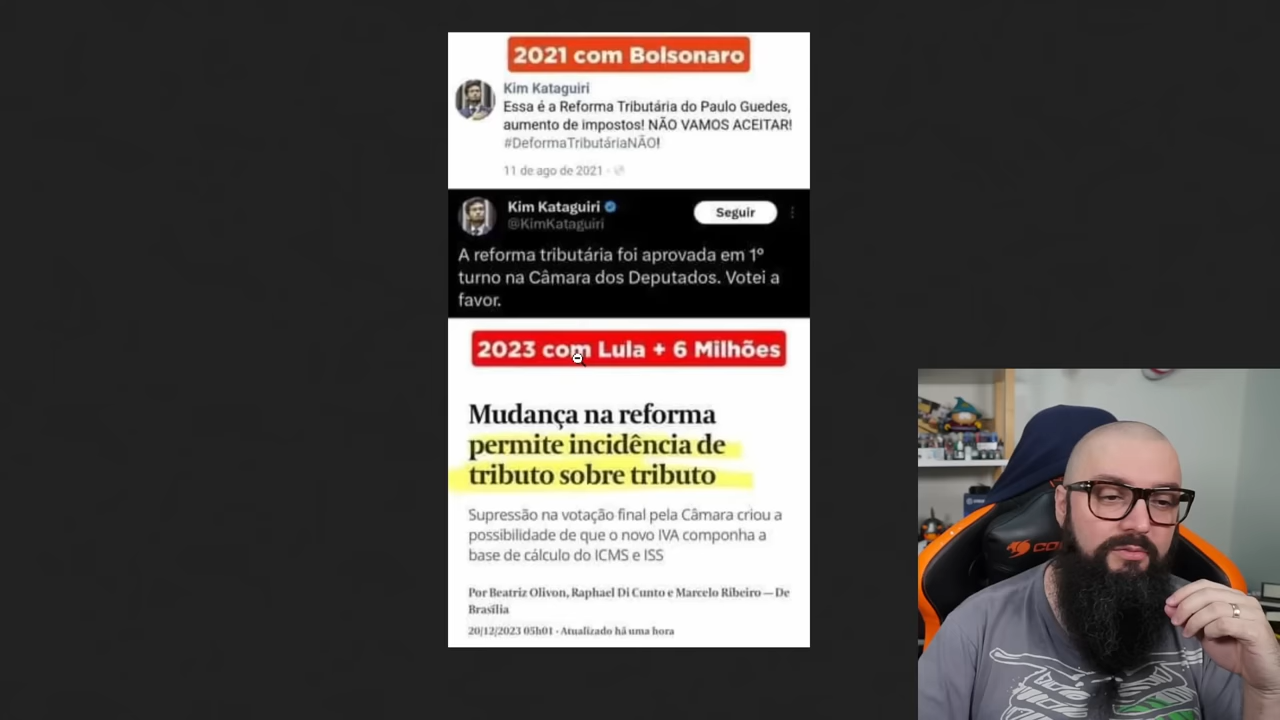 2021 com Bolsonaro
Kim Kataguiri
Essa é a Reforma Tributária do Paulo Guedes,
aumento de impostos! NÃO VAMOS ACEITAR!
#DeformaTributáriaNÃO!
11 de ago de 2021 ·
Kim Kataguiri
@KimKataguiri
Seguir
A reforma tributária foi aprovada em 1º
turno na Câmara dos Deputados. Votei a
favor.
2023 com Lula + 6 Milhões
Mudança na reforma
permite incidência de
tributo sobre tributo
Supressão na votação final pela Câmara criou a
possibilidade de que o novo IVA componha a
base de cálculo do ICMS e ISS
Por Beatriz Olivon, Raphael Di Cunto e Marcelo Ribeiro — De
Brasília
20/12/2023 05h01 · Atualizado há uma hora